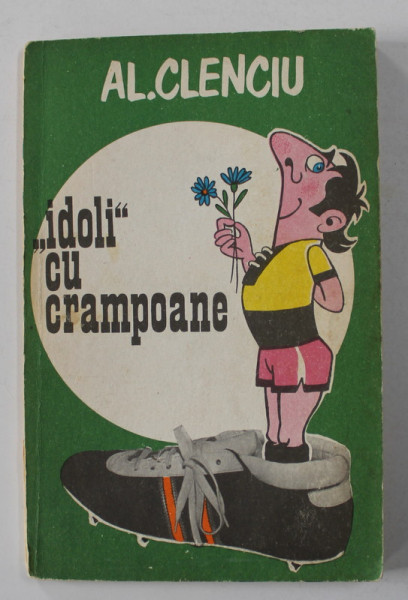 AL.CLENCIU
„idoli“
cu
crampoane